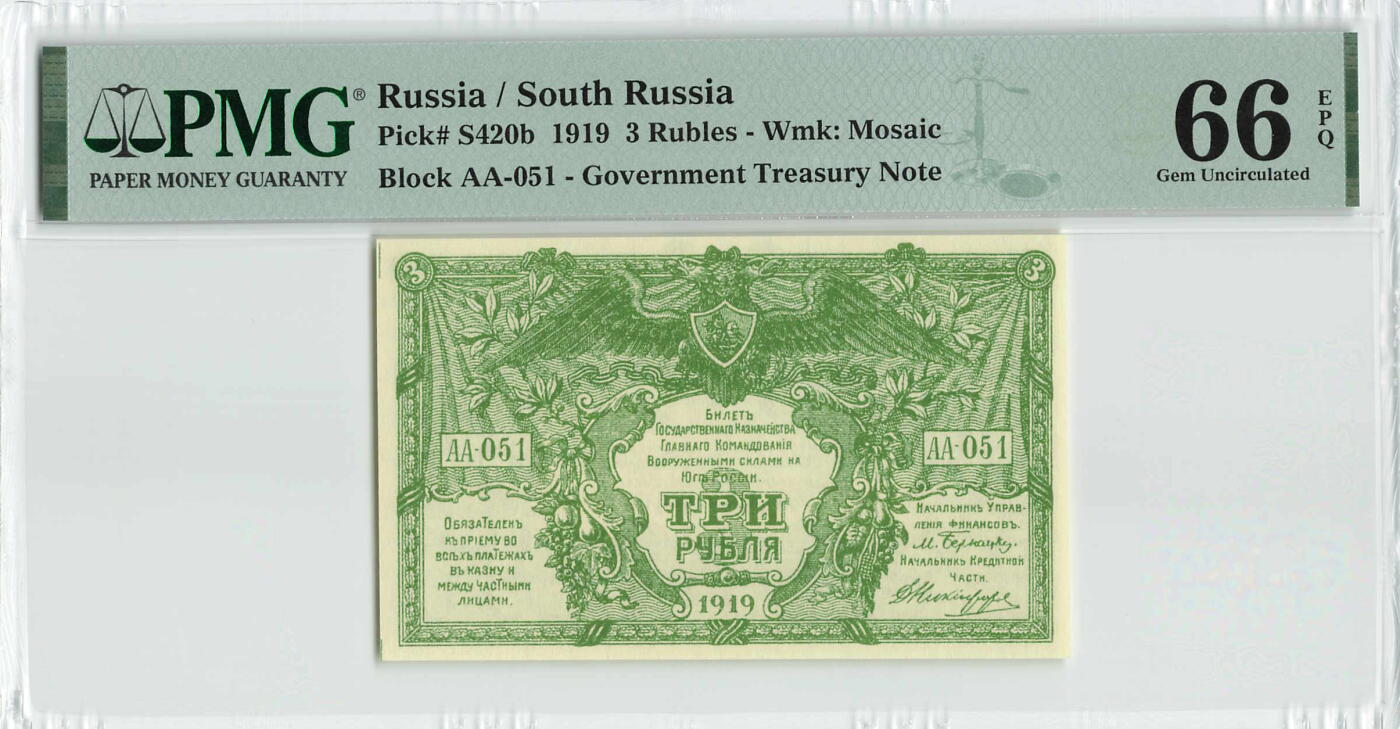 PMG®
PAPER MONEY GUARANTY
Russia / South Russia
Pick# S420b 1919 3 Rubles - Wmk: Mosaic
Block AA-051 - Government Treasury Note
66
EPQ
Gem Uncirculated
3
3
БИЛЕТЪ
ГОСУДАРСТВЕННАГО КАЗНАЧЕЙСТВА
ГЛАВНАГО КОМАНДОВАНІЯ
ВООРУЖЕННЫМИ СИЛАМИ НА
ЮГѢ РОССІИ.
АА-051
АА-051
ТРИ
РУБЛЯ
ОБЯЗАТЕЛЕНЪ
КЪ ПРІЕМУ ВО
ВСѢХЪ ПЛАТЕЖАХЪ
ВЪ КАЗНУ И
МЕЖДУ ЧАСТНЫМИ
ЛИЦАМИ.
НАЧАЛЬНИКЪ УПРАВ-
ЛЕНІЯ ФИНАНСОВЪ.
М. Бернацкій.
НАЧАЛЬНИКЪ КРЕДИТНОЙ
ЧАСТИ.
1919